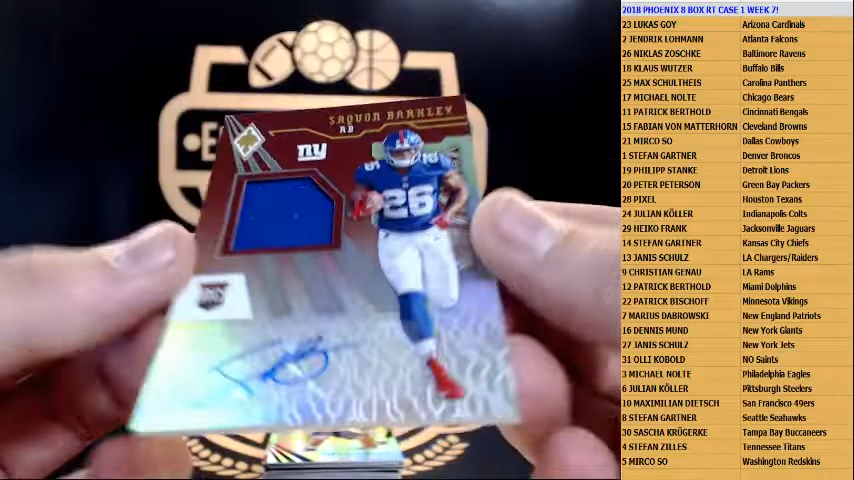 SAQUON BARKLEY
RB
ny
26
26
2018 PHOENIX 8 BOX RT CASE 1 WEEK 7!
23 LUKAS GOY Arizona Cardinals
2 JENDRIK LOHMANN Atlanta Falcons
26 NIKLAS ZOSCHKE Baltimore Ravens
18 KLAUS WUTZER Buffalo Bills
25 MAX SCHULTHEIS Carolina Panthers
17 MICHAEL NOLTE Chicago Bears
11 PATRICK BERTHOLD Cincinnati Bengals
15 FABIAN VON MATTERHORN Cleveland Browns
21 MIRCO SO Dallas Cowboys
1 STEFAN GARTNER Denver Broncos
19 PHILIPP STANKE Detroit Lions
20 PETER PETERSON Green Bay Packers
28 PIXEL Houston Texans
24 JULIAN KÖLLER Indianapolis Colts
29 HEIKO FRANK Jacksonville Jaguars
14 STEFAN GARTNER Kansas City Chiefs
13 JANIS SCHULZ LA Chargers/Raiders
9 CHRISTIAN GENAU LA Rams
12 PATRICK BERTHOLD Miami Dolphins
22 PATRICK BISCHOFF Minnesota Vikings
7 MARIUS DABROWSKI New England Patriots
16 DENNIS MUND New York Giants
27 JANIS SCHULZ New York Jets
31 OLLI KOBOLD NO Saints
3 MICHAEL NOLTE Philadelphia Eagles
6 JULIAN KÖLLER Pittsburgh Steelers
10 MAXIMILIAN DIETSCH San Francisco 49ers
8 STEFAN GARTNER Seattle Seahawks
30 SASCHA KRÜGERKE Tampa Bay Buccaneers
4 STEFAN ZILLES Tennessee Titans
5 MIRCO SO Washington Redskins